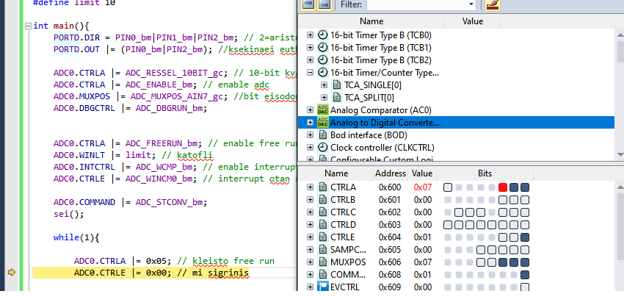 #define limit 10
int main(){
PORTD.DIR = PIN0_bm|PIN1_bm|PIN2_bm; // 2=ariste
PORTD.OUT |= (PIN0_bm|PIN2_bm); //ksekinaei euth
ADC0.CTRLA |= ADC_RESSEL_10BIT_gc; // 10-bit kv
ADC0.CTRLA |= ADC_ENABLE_bm; // enable adc
ADC0.MUXPOS |= ADC_MUXPOS_AIN7_gc; //bit eisodou
ADC0.DBGCTRL |= ADC_DBGRUN_bm;
ADC0.CTRLA |= ADC_FREERUN_bm; // enable free run
ADC0.WINLT |= limit; // katofli
ADC0.INTCTRL |= ADC_WCMP_bm; // enable interrupt
ADC0.CTRLE |= ADC_WINCM0_bm; // interrupt otan
ADC0.COMMAND |= ADC_STCONV_bm;
sei();
while(1){
ADC0.CTRLA |= 0x05; // kleisto free run
ADC0.CTRLE |= 0x00; // mi sigrinis
Filter:
Name Value
16-bit Timer Type B (TCB0)
16-bit Timer Type B (TCB1)
16-bit Timer Type B (TCB2)
16-bit Timer/Counter Type...
TCA_SINGLE[0]
TCA_SPLIT[0]
Analog Comparator (AC0)
Analog to Digital Converte...
Bod interface (BOD)
Clock controller (CLKCTRL)
Configurable Custom Logi
Name Address Value Bits
CTRLA 0x600 0x07
CTRLB 0x601 0x00
CTRLC 0x602 0x00
CTRLD 0x603 0x00
CTRLE 0x604 0x01
SAMPC... 0x605 0x00
MUXPOS 0x606 0x07
COMM... 0x608 0x01
EVCTRL 0x609 0x00